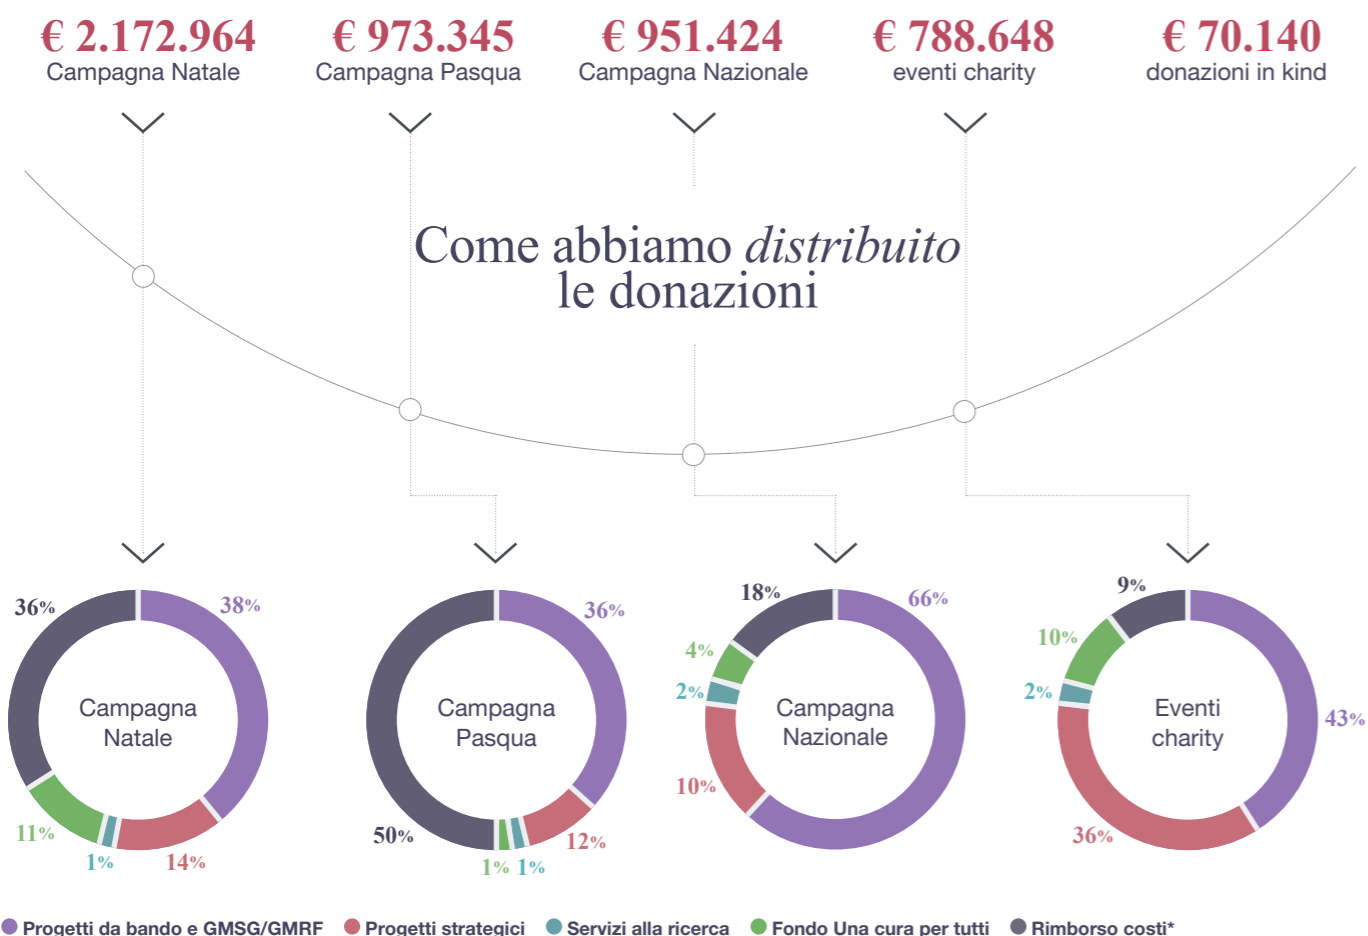 € 2.172.964
Campagna Natale
€ 973.345
Campagna Pasqua
€ 951.424
Campagna Nazionale
€ 788.648
eventi charity
€ 70.140
donazioni in kind
Come abbiamo distribuito
le donazioni
36%
38%
Campagna
Natale
11%
1%
14%
36%
Campagna
Pasqua
50%
12%
1%
1%
18%
66%
4%
2%
Campagna
Nazionale
10%
9%
10%
2%
Eventi
charity
43%
36%
Progetti da bando e GMSG/GMRF
Progetti strategici
Servizi alla ricerca
Fondo Una cura per tutti
Rimborso costi*